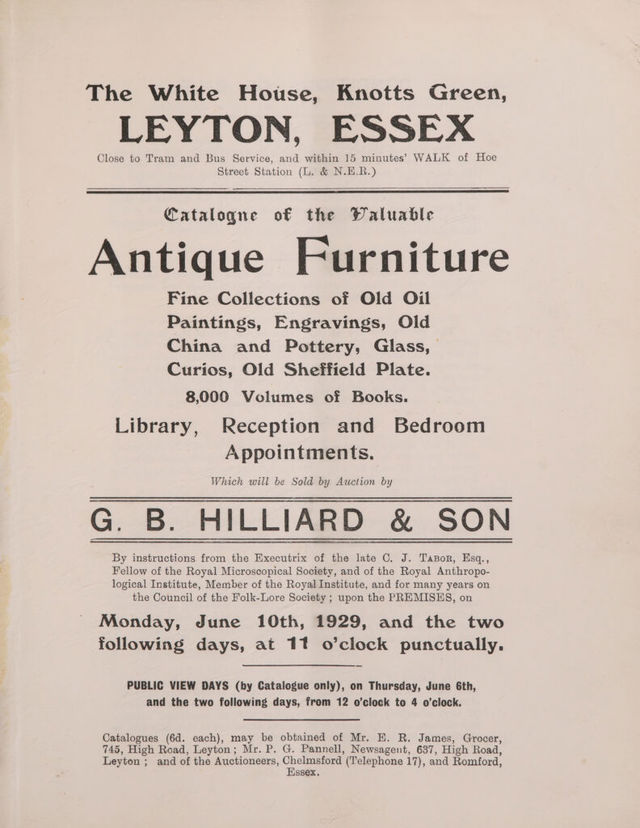 The White House, Knotts Green,
LEYTON, ESSEX
Close to Tram and Bus Service, and within 15 minutes' WALK of Hoe
Street Station (L. & N.E.R.)
Catalogue of the Valuable
Antique Furniture
Fine Collections of Old Oil
Paintings, Engravings, Old
China and Pottery, Glass,
Curios, Old Sheffield Plate.
8,000 Volumes of Books.
Library, Reception and Bedroom
Appointments.
Which will be Sold by Auction by
G. B. HILLIARD & SON
By instructions from the Executrix of the late C. J. TABOR, Esq.,
Fellow of the Royal Microscopical Society, and of the Royal Anthropo-
logical Institute, Member of the Royal Institute, and for many years on
the Council of the Folk-Lore Society; upon the PREMISES, on
Monday, June 10th, 1929, and the two
following days, at 11 o'clock punctually.
PUBLIC VIEW DAYS (by Catalogue only), on Thursday, June 6th,
and the two following days, from 12 o'clock to 4 o'clock.
Catalogues (6d. each), may be obtained of Mr. E. R. James, Grocer,
745, High Road, Leyton; Mr. P. G. Pannell, Newsagent, 637, High Road,
Leyton; and of the Auctioneers, Chelmsford (Telephone 17), and Romford,
Essex.